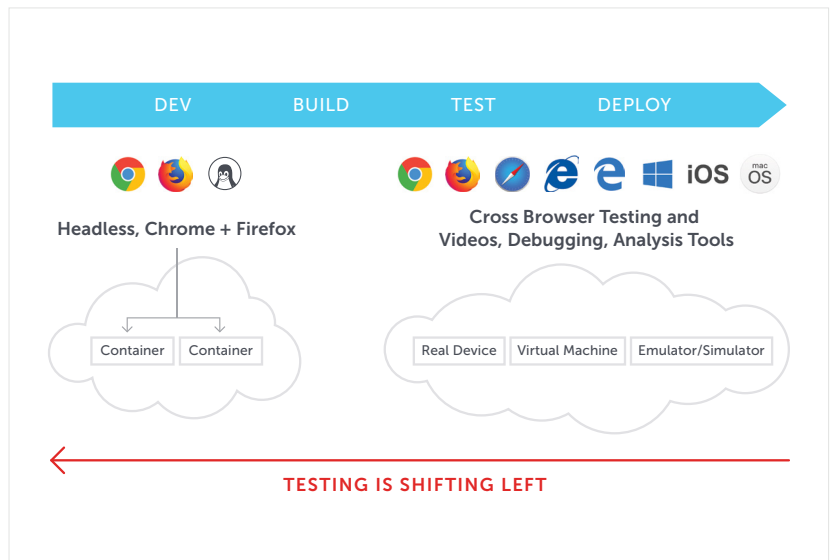 DEV BUILD TEST DEPLOY
iOS mac
OS
Headless, Chrome + Firefox
Cross Browser Testing and
Videos, Debugging, Analysis Tools
Container Container
Real Device Virtual Machine Emulator/Simulator
TESTING IS SHIFTING LEFT